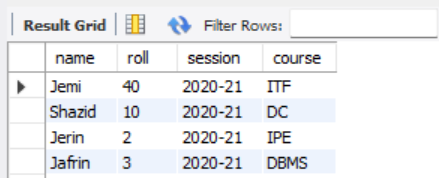 Result Grid Filter Rows:
name roll session course
Jemi 40 2020-21 ITF
Shazid 10 2020-21 DC
Jerin 2 2020-21 IPE
Jafrin 3 2020-21 DBMS